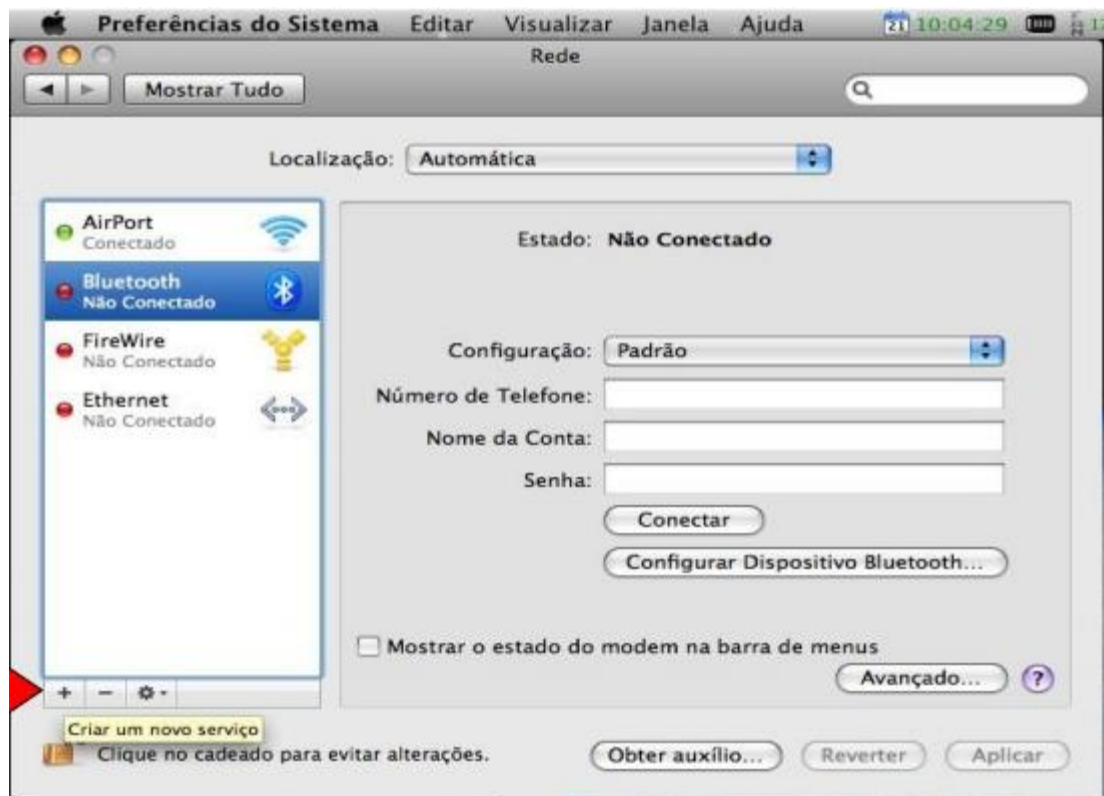 Preferências do Sistema Editar Visualizar Janela Ajuda 21 10:04:29
Rede
Mostrar Tudo
Localização: Automática
AirPort
Conectado
Bluetooth
Não Conectado
FireWire
Não Conectado
Ethernet
Não Conectado
Estado: Não Conectado
Configuração: Padrão
Número de Telefone:
Nome da Conta:
Senha:
Conectar
Configurar Dispositivo Bluetooth...
Mostrar o estado do modem na barra de menus
Avançado... ?
+ −
Criar um novo serviço
Clique no cadeado para evitar alterações.
Obter auxílio... Reverter Aplicar